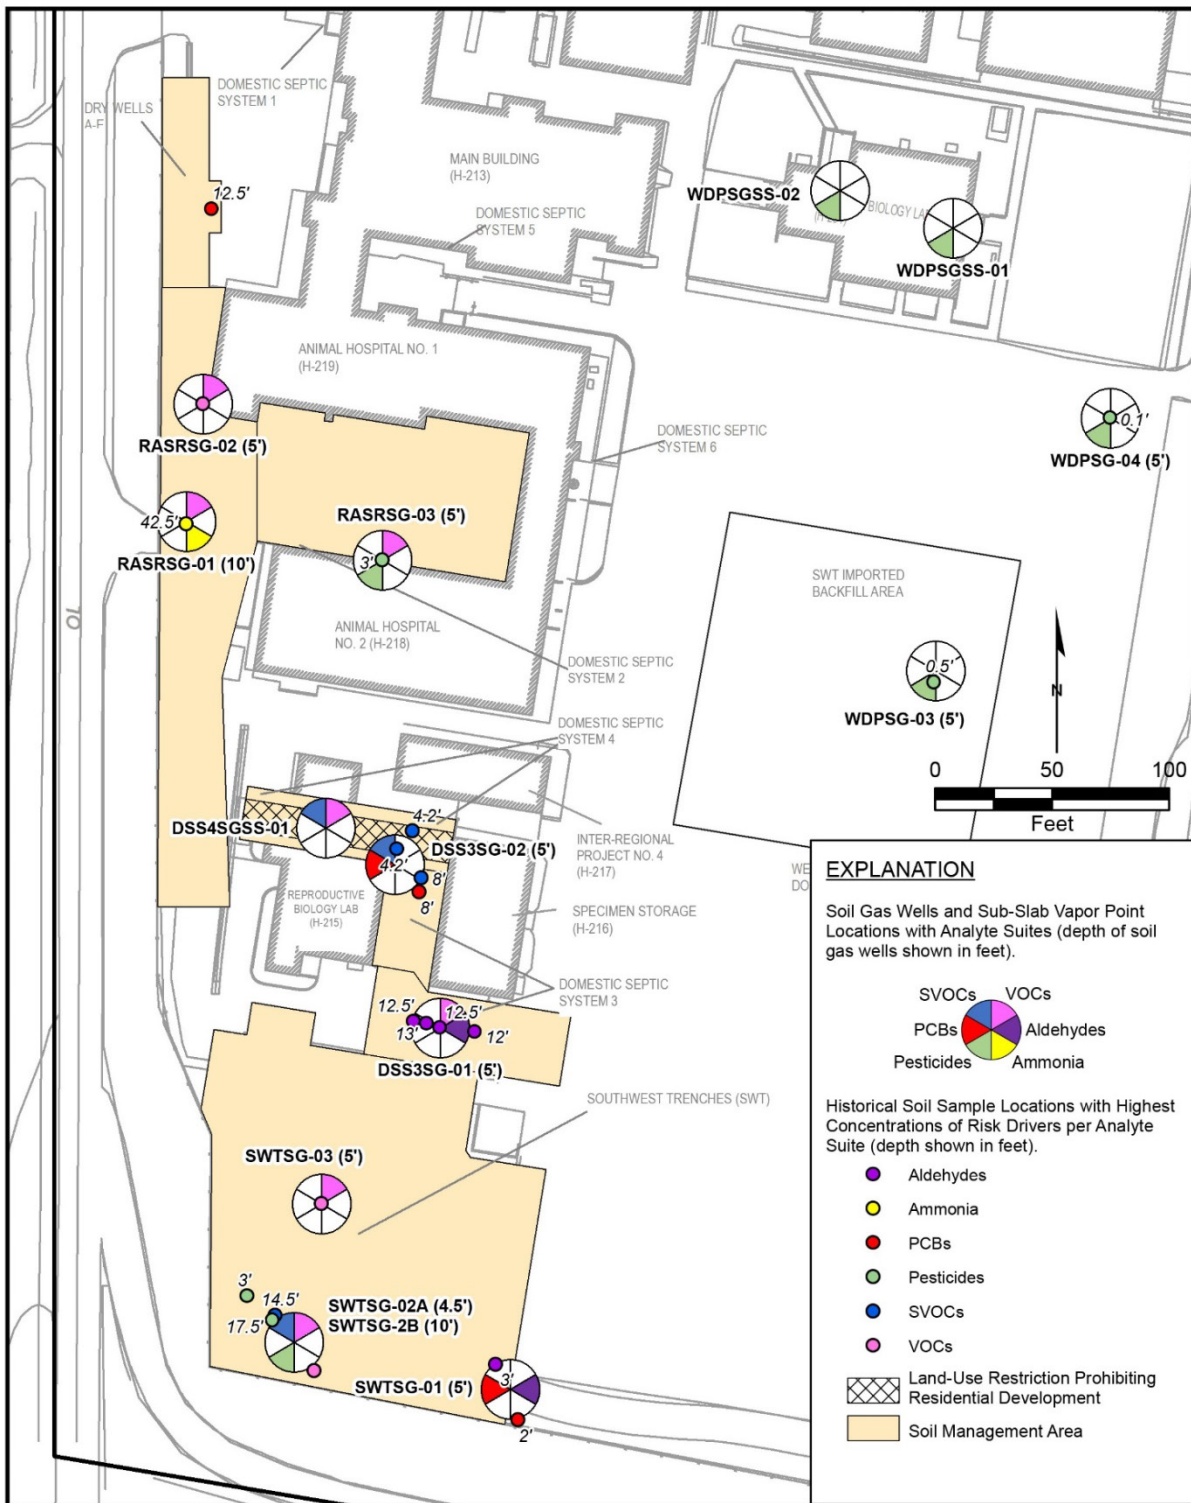 DOMESTIC SEPTIC
SYSTEM 1
DRY WELLS
A-F
MAIN BUILDING
(H-213)
12.5'
DOMESTIC SEPTIC
SYSTEM 5
WDPSGSS-02
BIOLOGY LAB
WDPSGSS-01
ANIMAL HOSPITAL NO. 1
(H-219)
RASRSG-02 (5')
DOMESTIC SEPTIC
SYSTEM 6
0.1'
WDPSG-04 (5')
42.5'
RASRSG-01 (10')
RASRSG-03 (5')
3'
SWT IMPORTED
BACKFILL AREA
ANIMAL HOSPITAL
NO. 2 (H-218)
DOMESTIC SEPTIC
SYSTEM 2
0.5'
WDPSG-03 (5')
N
DOMESTIC SEPTIC
SYSTEM 4
0 50 100
Feet
DSS4SGSS-01
4.2'
DSS3SG-02 (5')
4.2'
8'
8'
INTER-REGIONAL
PROJECT NO. 4
(H-217)
REPRODUCTIVE
BIOLOGY LAB
(H-215)
SPECIMEN STORAGE
(H-216)
WE
DO
DOMESTIC SEPTIC
SYSTEM 3
12.5'
12.5'
13'
12'
DSS3SG-01 (5')
SOUTHWEST TRENCHES (SWT)
SWTSG-03 (5')
3'
14.5'
17.5'
SWTSG-02A (4.5')
SWTSG-2B (10')
SWTSG-01 (5')
3'
2'
EXPLANATION
Soil Gas Wells and Sub-Slab Vapor Point
Locations with Analyte Suites (depth of soil
gas wells shown in feet).
SVOCs VOCs
PCBs Aldehydes
Pesticides Ammonia
Historical Soil Sample Locations with Highest
Concentrations of Risk Drivers per Analyte
Suite (depth shown in feet).
Aldehydes
Ammonia
PCBs
Pesticides
SVOCs
VOCs
Land-Use Restriction Prohibiting
Residential Development
Soil Management Area